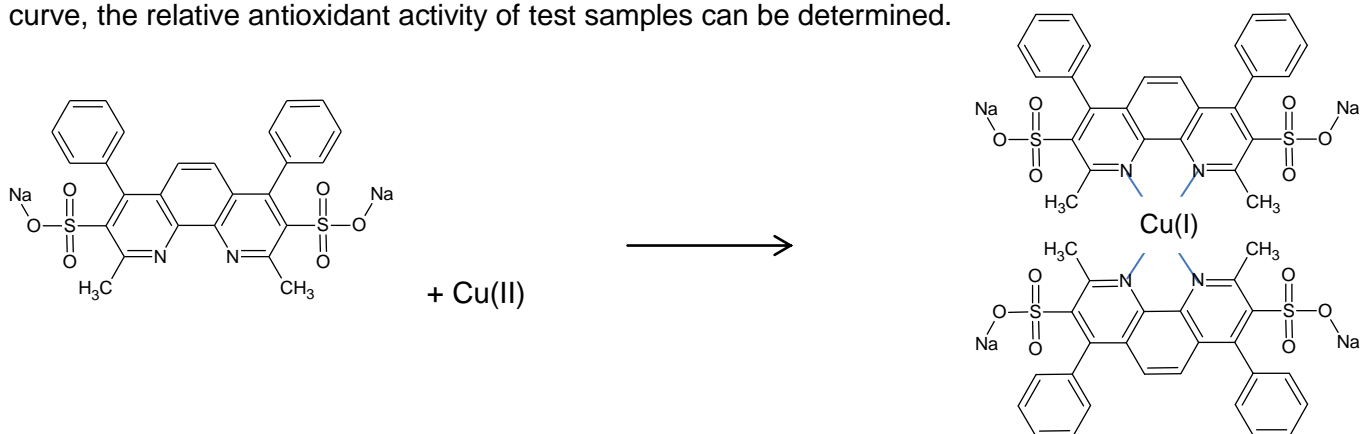 curve, the relative antioxidant activity of test samples can be determined.
Na
O
S
O
O
N
N
H₃C
CH₃
O
S
O
O
Na
+ Cu(II)
Na
O
S
O
O
N
N
H₃C
CH₃
O
S
O
O
Na
Cu(I)
H₃C
CH₃
N
N
O
S
O
O
Na
O
S
O
O
Na